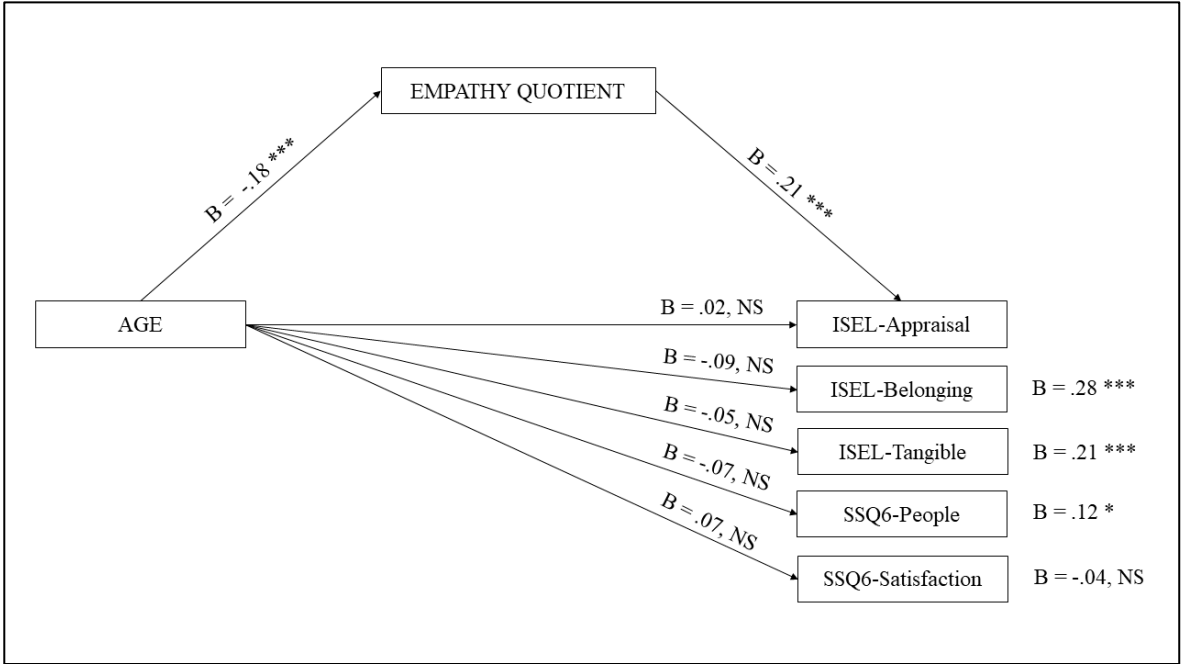 EMPATHY QUOTIENT
B = -.18 ***
B = .21 ***
AGE
B = .02, NS
ISEL-Appraisal
B = -.09, NS
ISEL-Belonging
B = .28 ***
B = -.05, NS
ISEL-Tangible
B = .21 ***
B = -.07, NS
SSQ6-People
B = .12 *
B = .07, NS
SSQ6-Satisfaction
B = -.04, NS